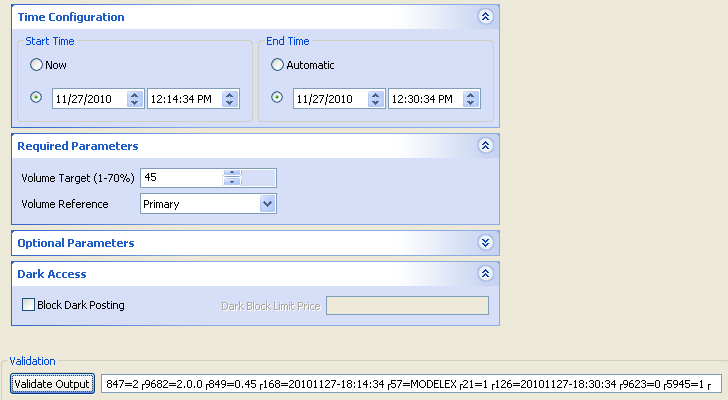 Time Configuration
Start Time
End Time
Now
Automatic
11/27/2010 12:14:34 PM
11/27/2010 12:30:34 PM
Required Parameters
Volume Target (1-70%) 45
Volume Reference Primary
Optional Parameters
Dark Access
Block Dark Posting
Dark Block Limit Price
Validation
Validate Output
847=2┌9682=2.0.0┌849=0.45┌168=20101127-18:14:34┌57=MODELEX┌21=1┌126=20101127-18:30:34┌9623=0┌5945=1┌